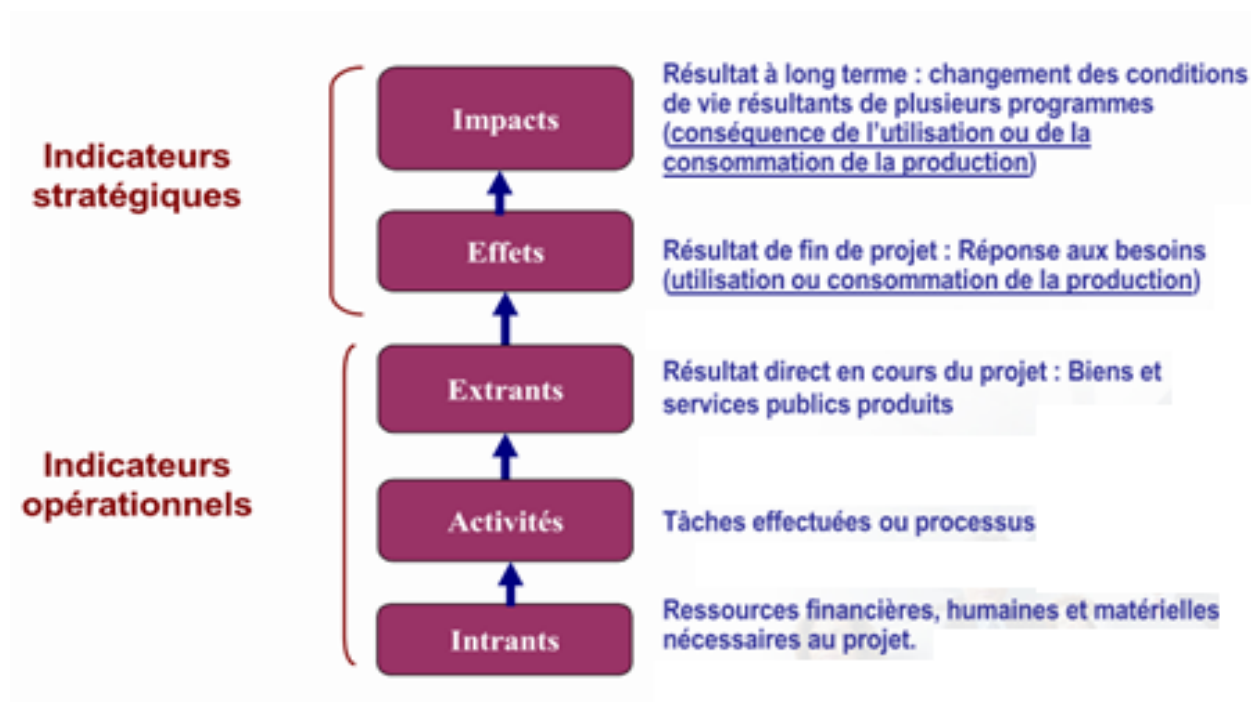 Indicateurs
stratégiques
Impacts
Résultat à long terme : changement des conditions
de vie résultants de plusieurs programmes
(conséquence de l'utilisation ou de la
consommation de la production)
Effets
Résultat de fin de projet : Réponse aux besoins
(utilisation ou consommation de la production)
Indicateurs
opérationnels
Extrants
Résultat direct en cours du projet : Biens et
services publics produits
Activités
Tâches effectuées ou processus
Intrants
Ressources financières, humaines et matérielles
nécessaires au projet.